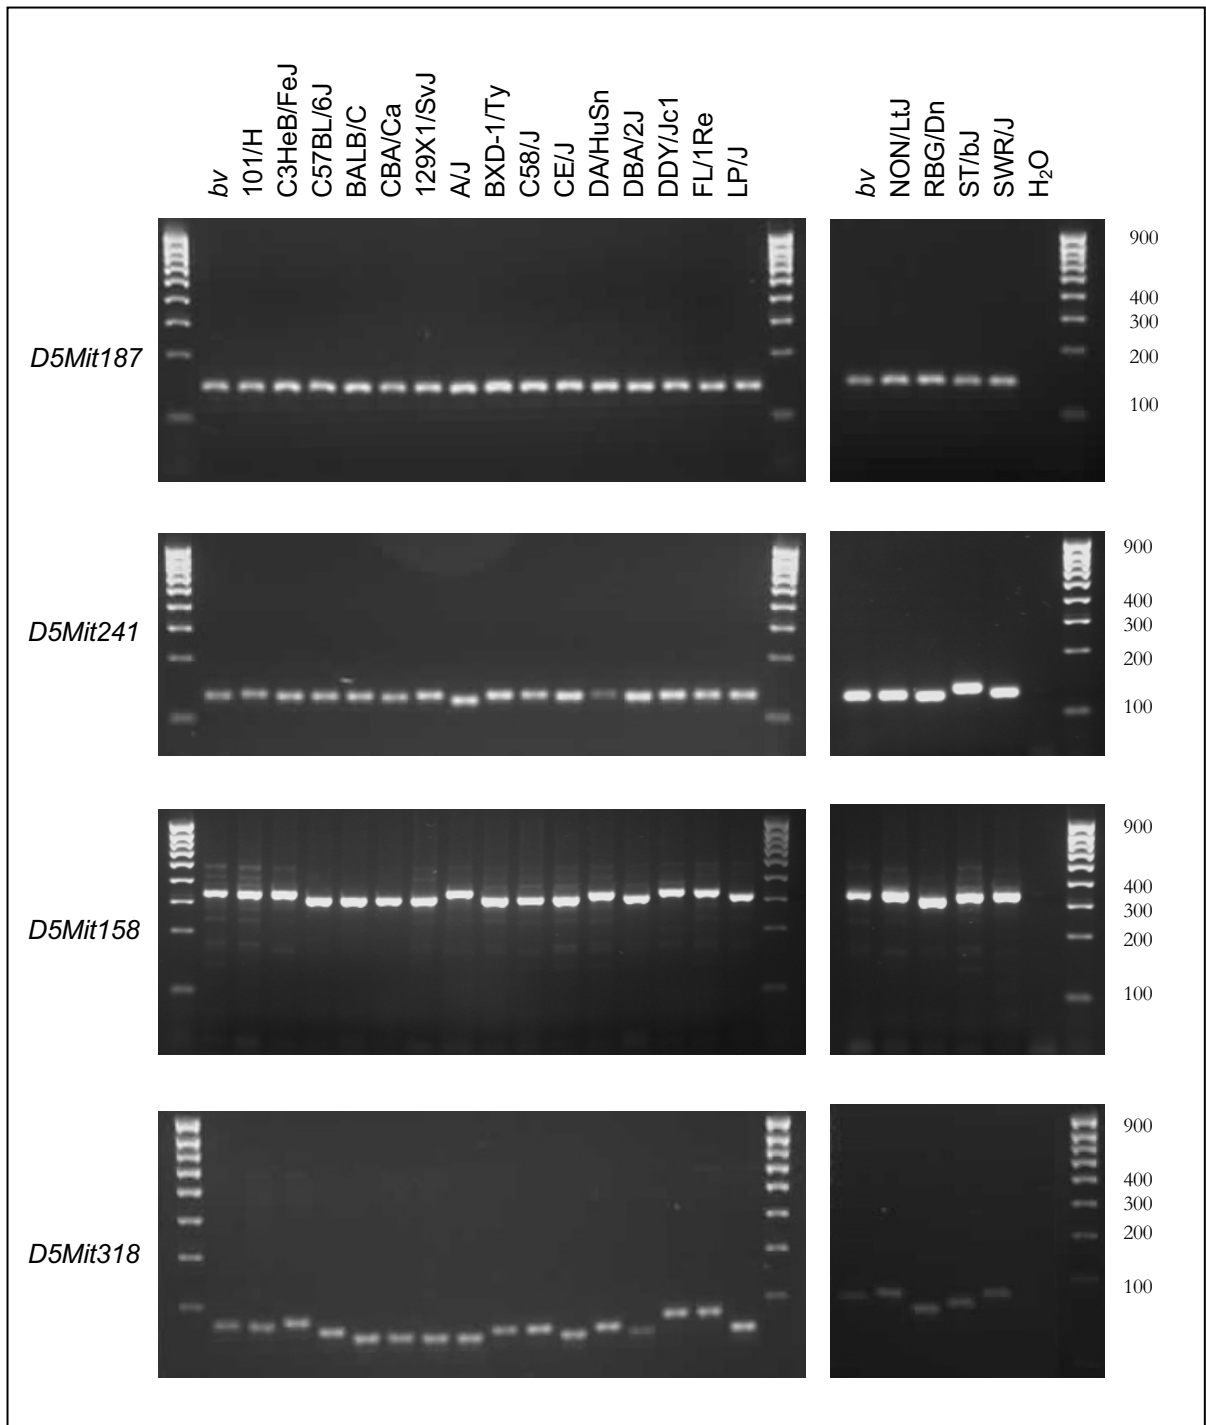 bv
101/H
C3HeB/FeJ
C57BL/6J
BALB/C
CBA/Ca
129X1/SvJ
A/J
BXD-1/Ty
C58/J
CE/J
DA/HuSn
DBA/2J
DDY/Jc1
FL/1Re
LP/J
bv
NON/LtJ
RBG/Dn
ST/bJ
SWR/J
H₂O
D5Mit187
900
400
300
200
100
D5Mit241
900
400
300
200
100
D5Mit158
900
400
300
200
100
D5Mit318
900
400
300
200
100